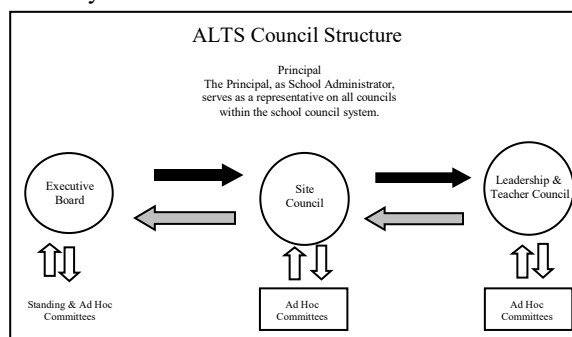 ALTS Council Structure
Principal
The Principal, as School Administrator,
serves as a representative on all councils
within the school council system.
Executive
Board
Site
Council
Leadership &
Teacher Council
Standing & Ad Hoc
Committees
Ad Hoc
Committees
Ad Hoc
Committees